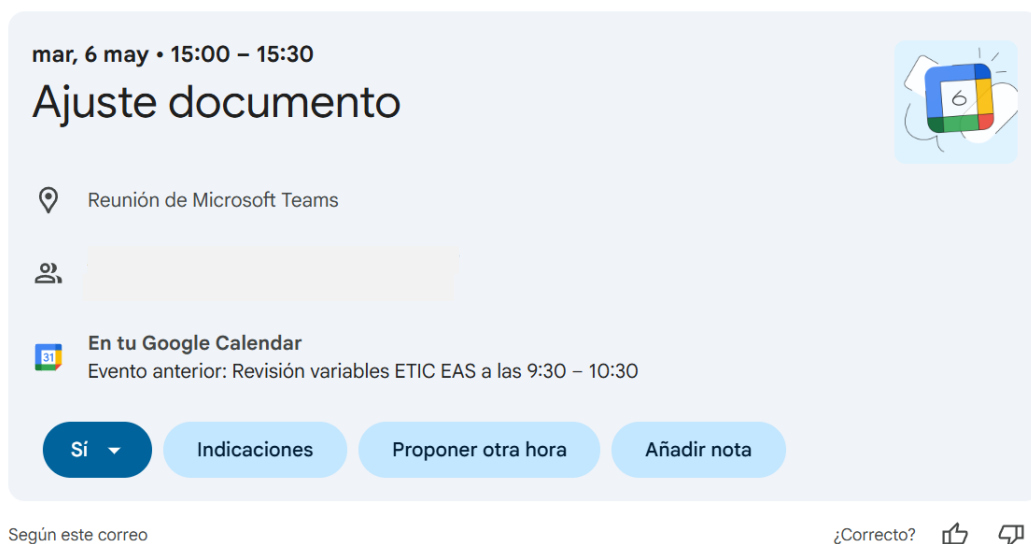 mar, 6 may • 15:00 – 15:30
Ajuste documento
6
Reunión de Microsoft Teams
31
En tu Google Calendar
Evento anterior: Revisión variables ETIC EAS a las 9:30 – 10:30
Sí
Indicaciones
Proponer otra hora
Añadir nota
Según este correo
¿Correcto?